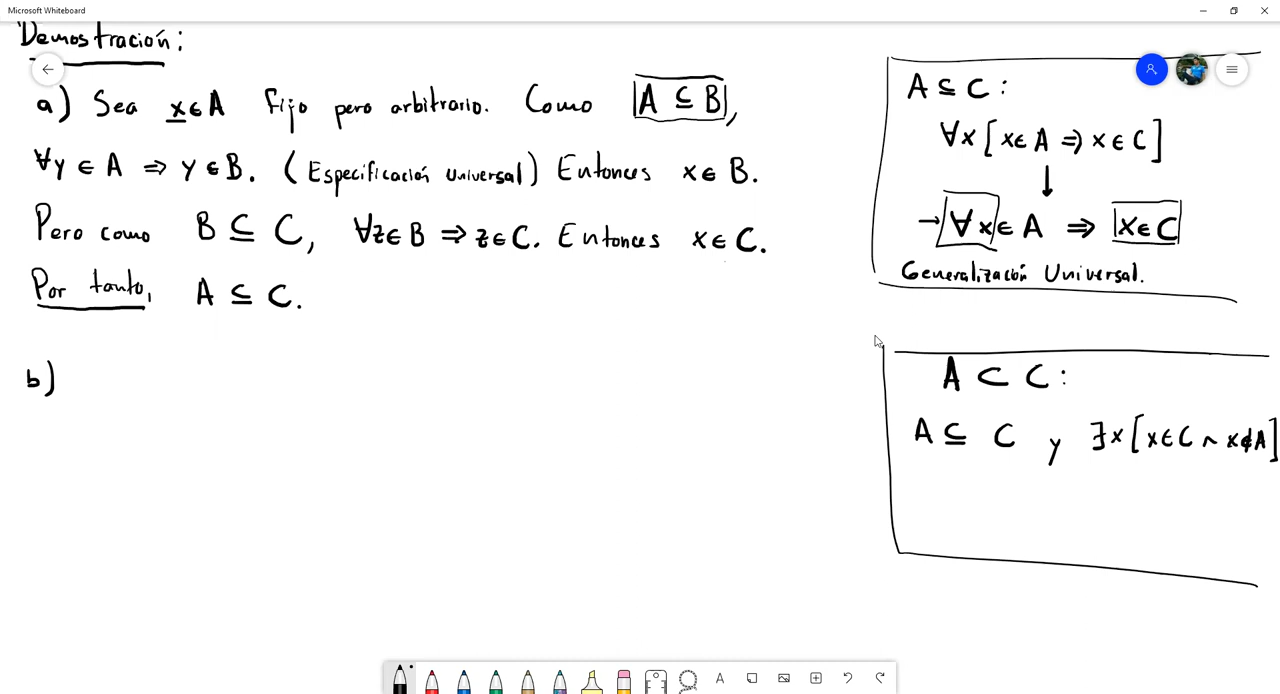 Microsoft Whiteboard
Demostración:
a) Sea x ∈ A Fijo pero arbitrario. Como A ⊆ B,
∀y ∈ A ⇒ y ∈ B. (Especificación Universal) Entonces x ∈ B.
Pero como B ⊆ C, ∀z ∈ B ⇒ z ∈ C. Entonces x ∈ C.
Por tanto, A ⊆ C.
b)
A ⊆ C:
∀x [x ∈ A ⇒ x ∈ C]
↓
→ ∀x ∈ A ⇒ x ∈ C
Generalización Universal.
A ⊂ C:
A ⊆ C y ∃x [x ∈ C ∧ x ∉ A]